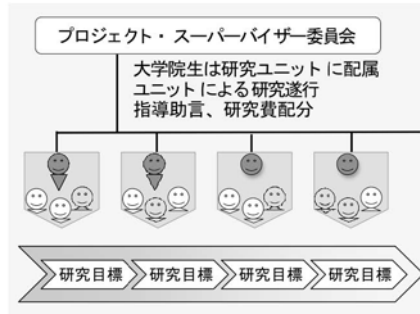 プロジェクト・スーパーバイザー委員会
大学院生は研究ユニットに配属
ユニットによる研究遂行
指導助言、研究費配分
研究目標
研究目標
研究目標
研究目標